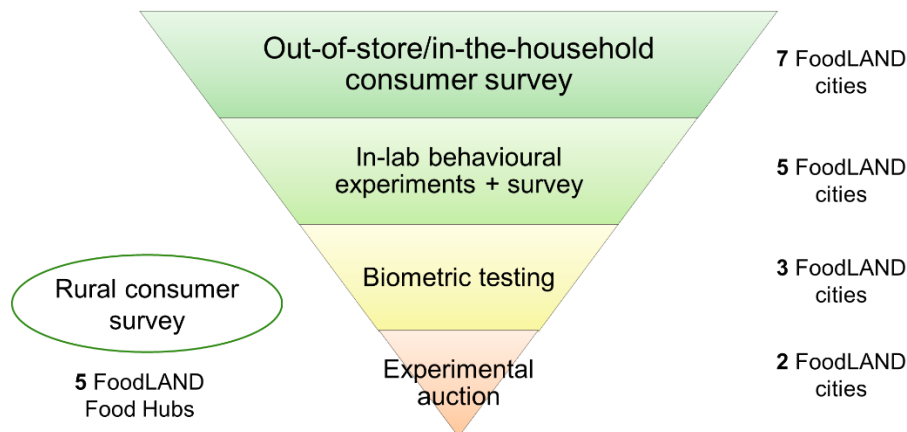 Out-of-store/in-the-household
consumer survey
7 FoodLAND
cities
In-lab behavioural
experiments + survey
5 FoodLAND
cities
Biometric testing
3 FoodLAND
cities
Rural consumer
survey
5 FoodLAND
Food Hubs
Experimental
auction
2 FoodLAND
cities